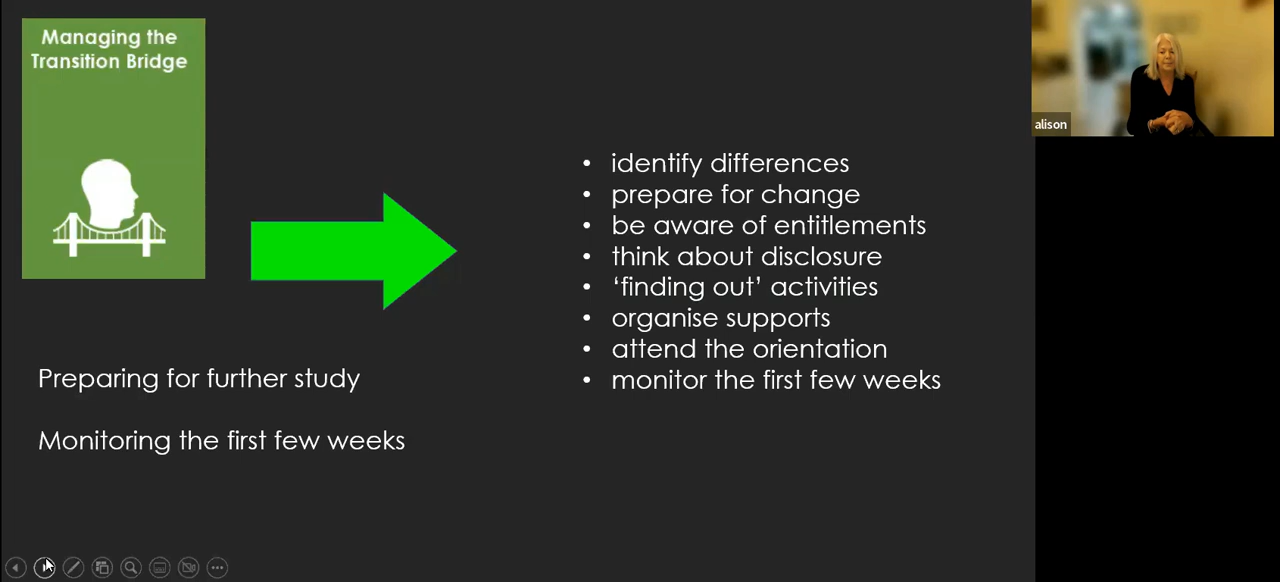 Managing the
Transition Bridge
Preparing for further study
Monitoring the first few weeks
• identify differences
• prepare for change
• be aware of entitlements
• think about disclosure
• ‘finding out’ activities
• organise supports
• attend the orientation
• monitor the first few weeks
alison